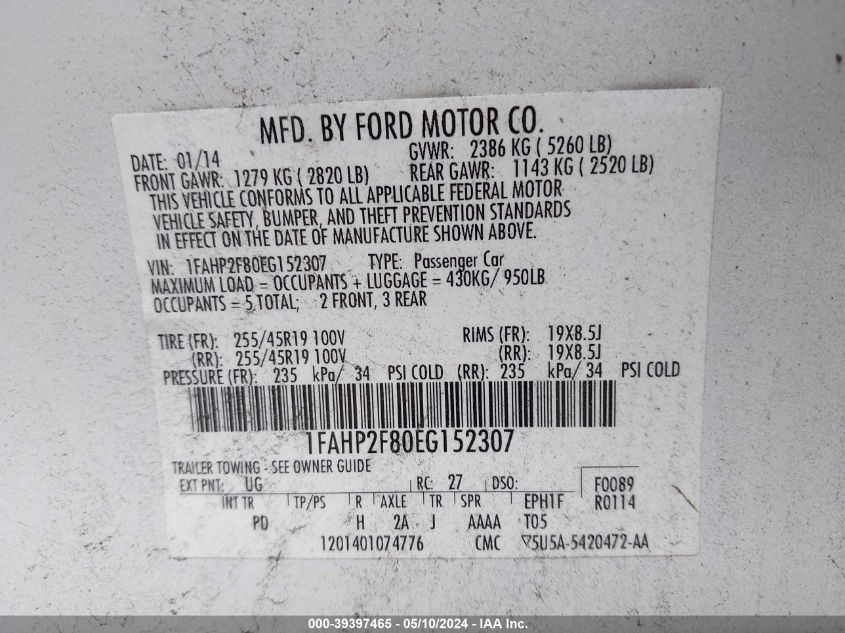 MFD. BY FORD MOTOR CO.
DATE: 01/14 GVWR: 2386 KG ( 5260 LB)
FRONT GAWR: 1279 KG ( 2820 LB) REAR GAWR: 1143 KG ( 2520 LB)
THIS VEHICLE CONFORMS TO ALL APPLICABLE FEDERAL MOTOR
VEHICLE SAFETY, BUMPER, AND THEFT PREVENTION STANDARDS
IN EFFECT ON THE DATE OF MANUFACTURE SHOWN ABOVE.
VIN: 1FAHP2F80EG152307 TYPE: Passenger Car
MAXIMUM LOAD = OCCUPANTS + LUGGAGE = 430KG/ 950LB
OCCUPANTS = 5 TOTAL; 2 FRONT, 3 REAR
TIRE (FR): 255/45R19 100V RIMS (FR): 19X8.5J
(RR): 255/45R19 100V (RR): 19X8.5J
PRESSURE (FR): 235 kPa/ 34 PSI COLD (RR): 235 kPa/ 34 PSI COLD
1FAHP2F80EG152307
TRAILER TOWING - SEE OWNER GUIDE
EXT PNT: UG RC: 27 DSO: F0089
INT TR TP/PS R AXLE TR SPR EPH1F R0114
PD H 2A J AAAA T05
1201401074776 CMC ▽5U5A-5420472-AA
000-39397465 - 05/10/2024 - IAA Inc.